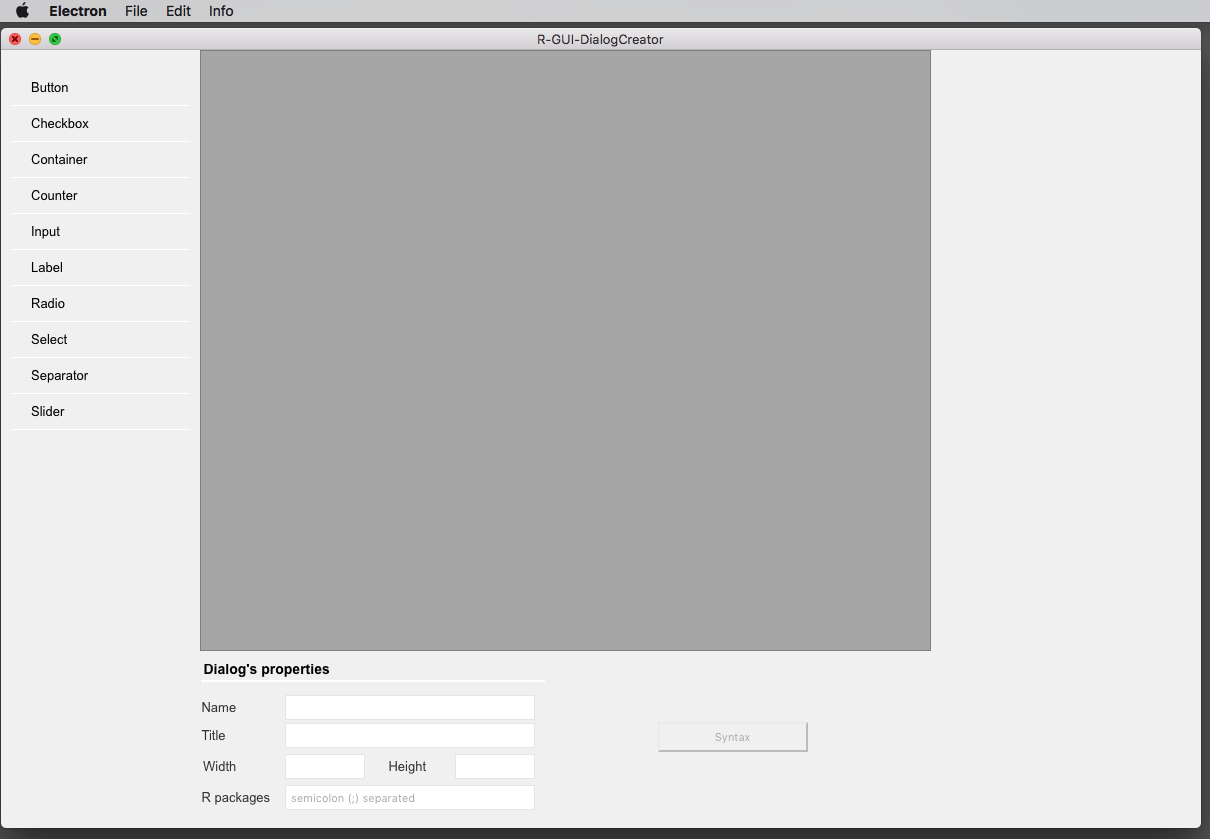 Electron File Edit Info
R-GUI-DialogCreator
Button
Checkbox
Container
Counter
Input
Label
Radio
Select
Separator
Slider
Dialog's properties
Name
Title
Syntax
Width Height
R packages semicolon (;) separated